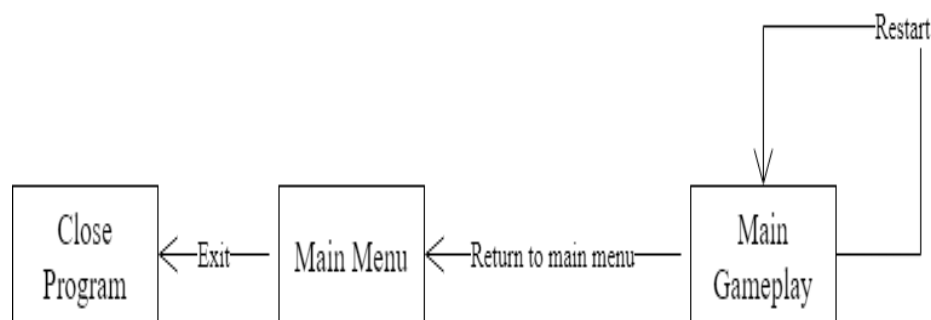 Restart
Close
Program
Exit
Main Menu
Return to main menu
Main
Gameplay